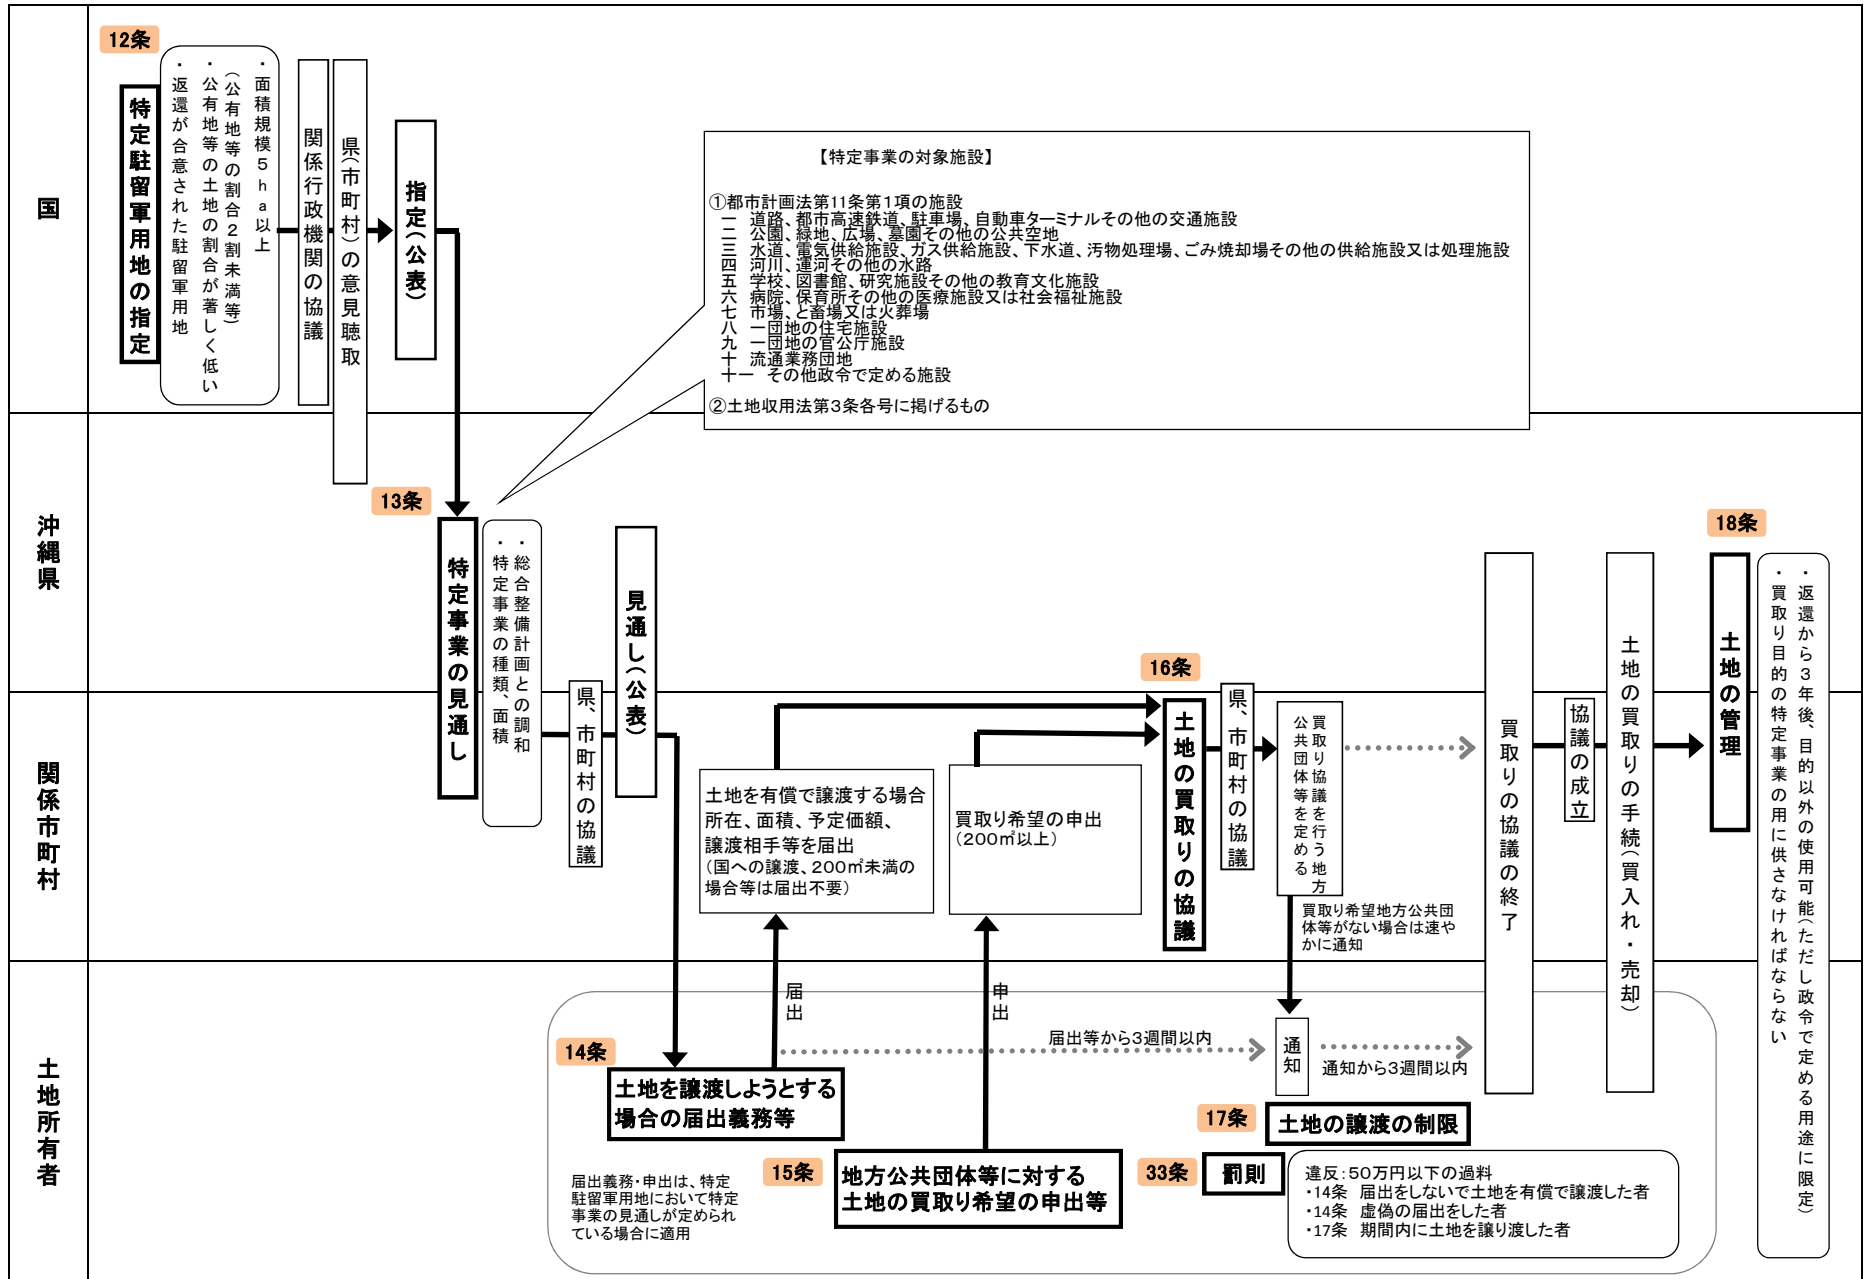 国
沖縄県
関係市町村
土地所有者
12条
特定駐留軍用地の指定
・面積規模5ha以上
(公有地等の割合2割未満等)
・公有地等の土地の割合が著しく低い
・返還が合意された駐留軍用地
関係行政機関の協議
県(市町村)の意見聴取
指定(公表)
【特定事業の対象施設】
①都市計画法第11条第1項の施設
一 道路、都市高速鉄道、駐車場、自動車ターミナルその他の交通施設
二 公園、緑地、広場、墓園その他の公共空地
三 水道、電気供給施設、ガス供給施設、下水道、汚物処理場、ごみ焼却場その他の供給施設又は処理施設
四 河川、運河その他の水路
五 学校、図書館、研究施設その他の教育文化施設
六 病院、保育所その他の医療施設又は社会福祉施設
七 市場、と畜場又は火葬場
八 一団地の住宅施設
九 一団地の官公庁施設
十 流通業務団地
十一 その他政令で定める施設
②土地収用法第3条各号に掲げるもの
13条
特定事業の見通し
・総合整備計画との調和
・特定事業の種類、面積
県、市町村の協議
見通し(公表)
土地を有償で譲渡する場合
所在、面積、予定価額、
譲渡相手等を届出
(国への譲渡、200㎡未満の
場合等は届出不要)
買取り希望の申出
(200㎡以上)
16条
土地の買取りの協議
県、市町村の協議
買取り協議を行う地方
公共団体等を定める
買取り希望地方公共団
体等がない場合は速や
かに通知
買取りの協議の終了
協議の成立
土地の買取りの手続(買入れ・売却)
18条
土地の管理
・返還から3年後、目的以外の使用可能(ただし政令で定める用途に限定)
・買取り目的の特定事業の用に供さなければならない
届出
申出
14条
土地を譲渡しようとする
場合の届出義務等
届出等から3週間以内
通知
通知から3週間以内
17条
土地の譲渡の制限
届出義務・申出は、特定
駐留軍用地において特定
事業の見通しが定められ
ている場合に適用
15条
地方公共団体等に対する
土地の買取り希望の申出等
33条
罰則
違反:50万円以下の過料
・14条 届出をしないで土地を有償で譲渡した者
・14条 虚偽の届出をした者
・17条 期間内に土地を譲り渡した者